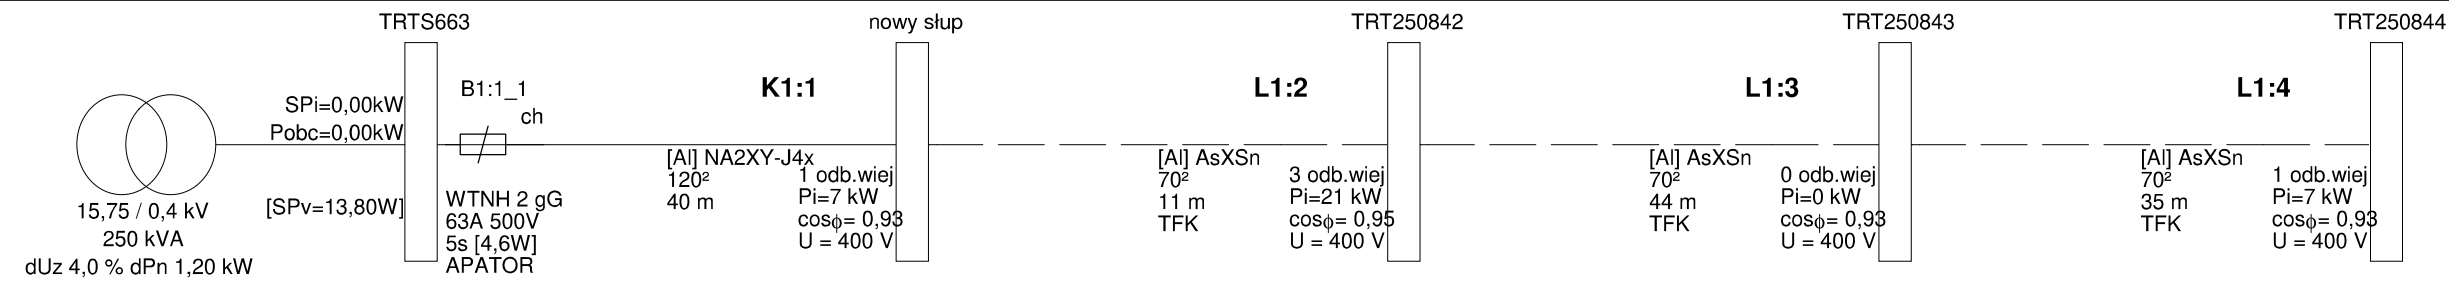 TRTS663
nowy słup
TRT250842
TRT250843
TRT250844
SPi=0,00kW
Pobc=0,00kW
[SPv=13,80W]
15,75 / 0,4 kV
250 kVA
dUz 4,0 % dPn 1,20 kW
B1:1_1
ch
WTNH 2 gG
63A 500V
5s [4,6W]
APATOR
K1:1
[Al] NA2XY-J4x
120²
40 m
1 odb.wiej
Pi=7 kW
cosϕ= 0,93
U = 400 V
L1:2
[Al] AsXSn
70²
11 m
TFK
3 odb.wiej
Pi=21 kW
cosϕ= 0,95
U = 400 V
L1:3
[Al] AsXSn
70²
44 m
TFK
0 odb.wiej
Pi=0 kW
cosϕ= 0,93
U = 400 V
L1:4
[Al] AsXSn
70²
35 m
TFK
1 odb.wiej
Pi=7 kW
cosϕ= 0,93
U = 400 V